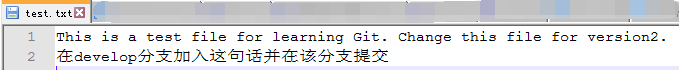 test.txt
1 This is a test file for learning Git. Change this file for version2.
2 在develop分支加入这句话并在该分支提交